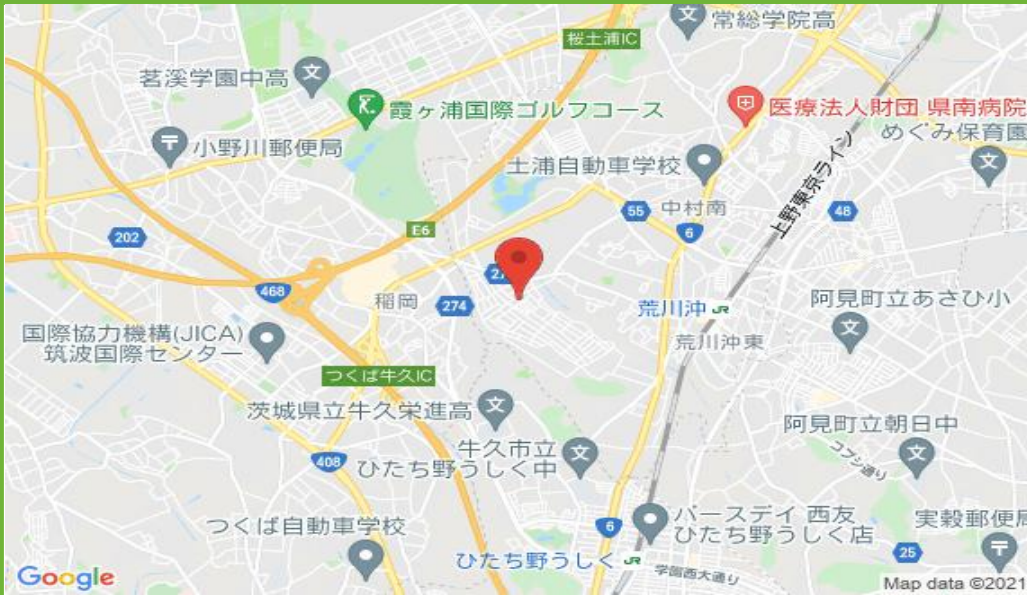 常総学院高
桜土浦IC
茗溪学園中高
霞ヶ浦国際ゴルフコース
医療法人財団 県南病院
めぐみ保育園
小野川郵便局
土浦自動車学校
上野東京ライン
55
中村南
48
6
202
E6
468
稲岡
274
荒川沖 JR
阿見町立あさひ小
国際協力機構(JICA)
筑波国際センター
荒川沖東
つくば牛久IC
茨城県立牛久栄進高
阿見町立朝日中
コブシ通り
牛久市立
ひたち野うしく中
408
つくば自動車学校
6
バースデイ 西友
ひたち野うしく店
実穀郵便局
25
ひたち野うしく JR
学園西大通り
Google
Map data ©2021